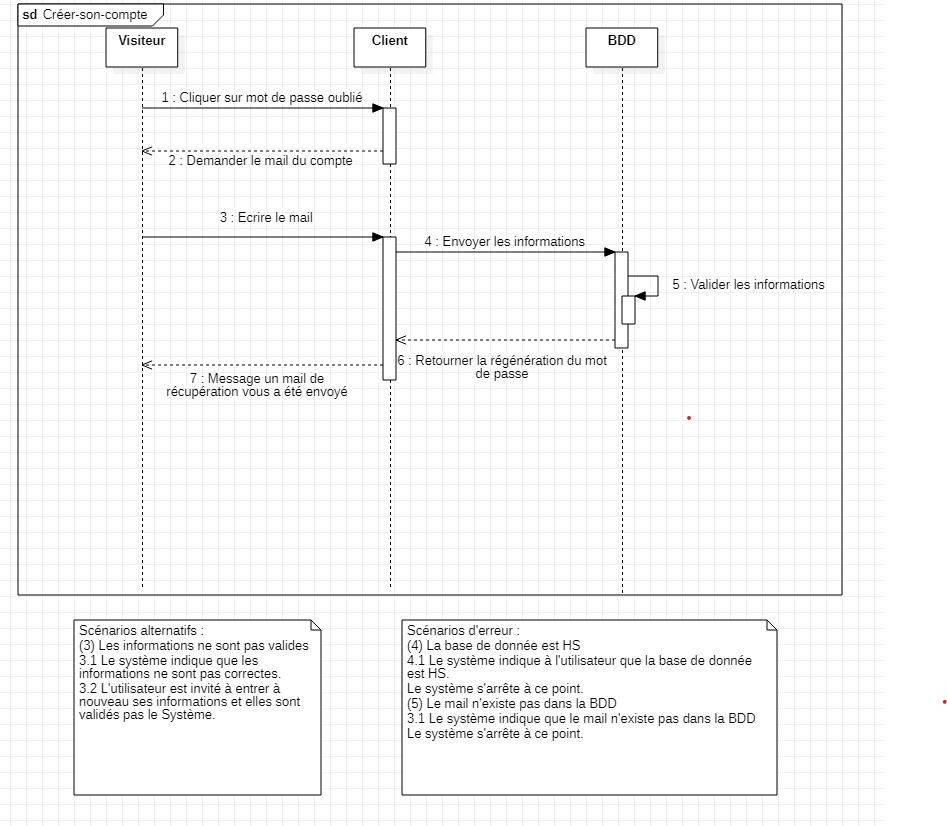 sd Créer-son-compte
Visiteur
Client
BDD
1 : Cliquer sur mot de passe oublié
2 : Demander le mail du compte
3 : Ecrire le mail
4 : Envoyer les informations
5 : Valider les informations
6 : Retourner la régénération du mot
de passe
7 : Message un mail de
récupération vous a été envoyé
Scénarios alternatifs :
(3) Les informations ne sont pas valides
3.1 Le système indique que les
informations ne sont pas correctes.
3.2 L'utilisateur est invité à entrer à
nouveau ses informations et elles sont
validés pas le Système.
Scénarios d'erreur :
(4) La base de donnée est HS
4.1 Le système indique à l'utilisateur que la base de donnée
est HS.
Le système s'arrête à ce point.
(5) Le mail n'existe pas dans la BDD
3.1 Le système indique que le mail n'existe pas dans la BDD
Le système s'arrête à ce point.